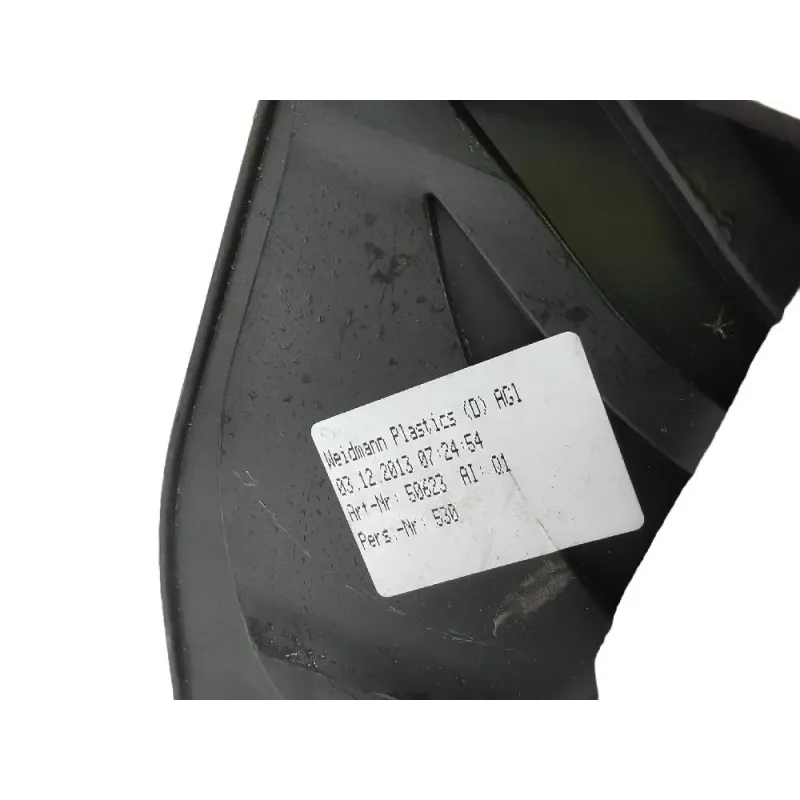 Weidmann Plastics (D) AG1
03.12.2013 07:24:54
Art-Nr: 50623 AI: 01
Pers.-Nr: 530